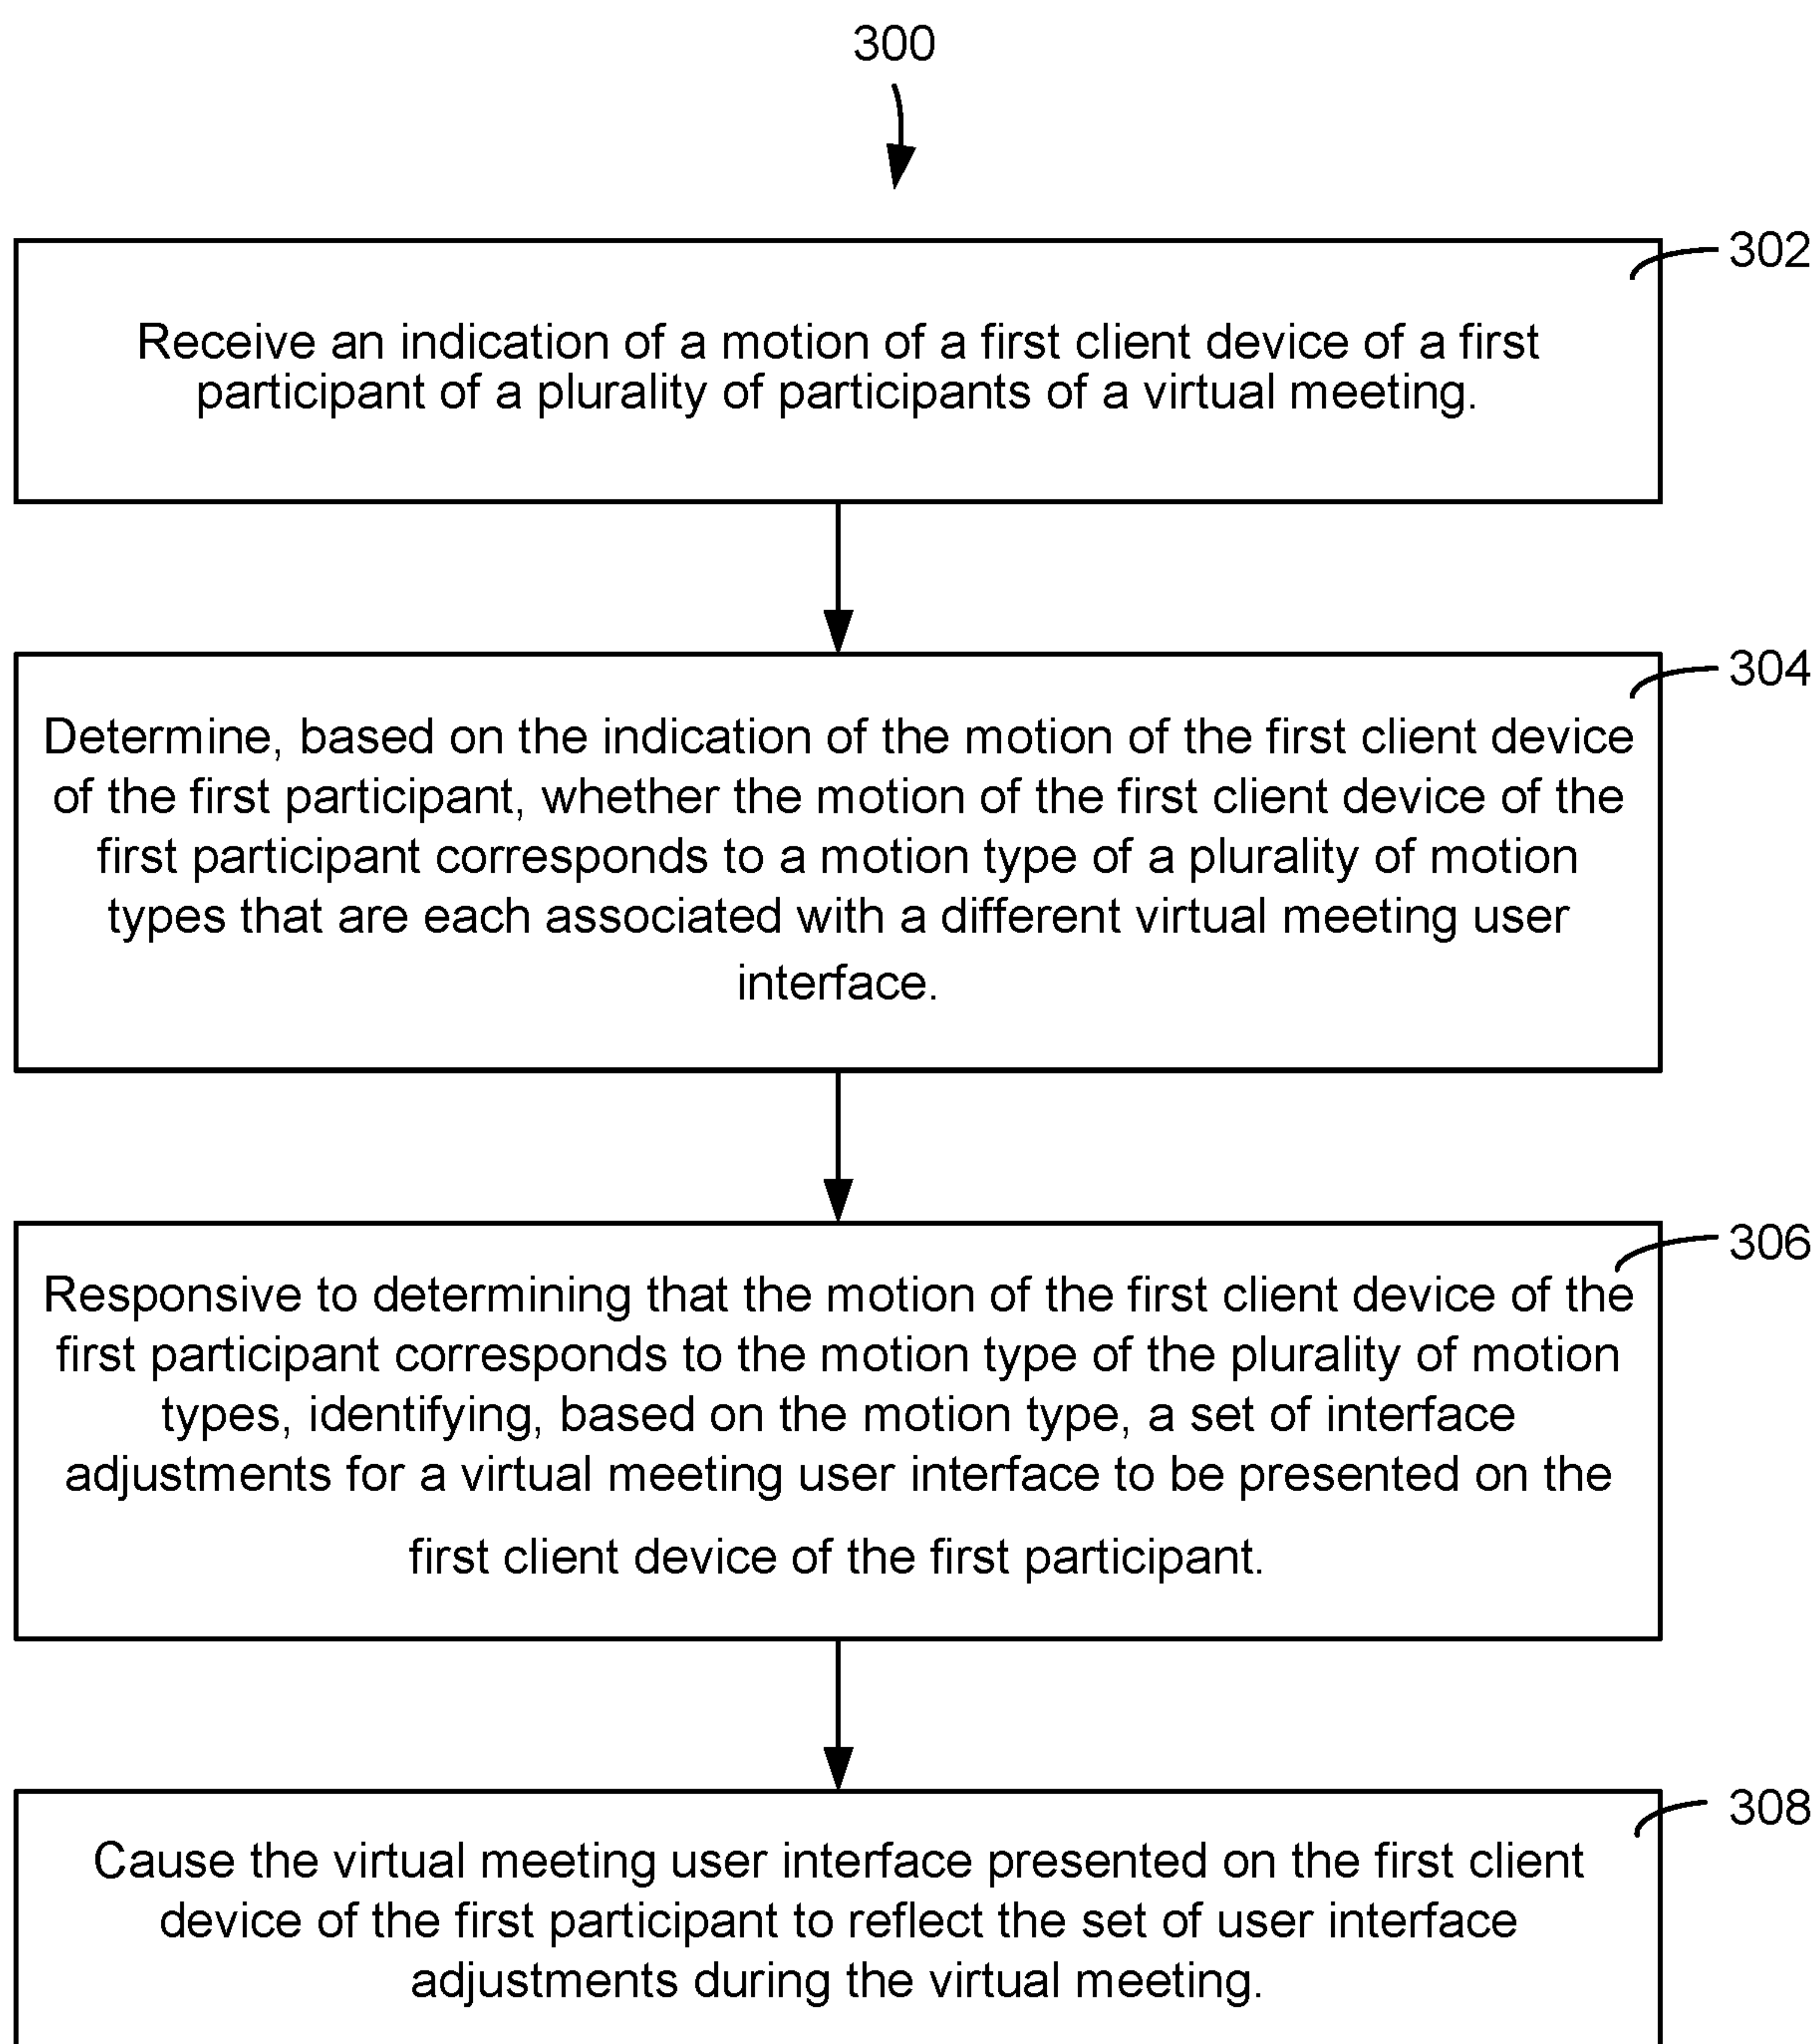 300
302
Receive an indication of a motion of a first client device of a first
participant of a plurality of participants of a virtual meeting.
304
Determine, based on the indication of the motion of the first client device
of the first participant, whether the motion of the first client device of the
first participant corresponds to a motion type of a plurality of motion
types that are each associated with a different virtual meeting user
interface.
306
Responsive to determining that the motion of the first client device of the
first participant corresponds to the motion type of the plurality of motion
types, identifying, based on the motion type, a set of interface
adjustments for a virtual meeting user interface to be presented on the
first client device of the first participant.
308
Cause the virtual meeting user interface presented on the first client
device of the first participant to reflect the set of user interface
adjustments during the virtual meeting.